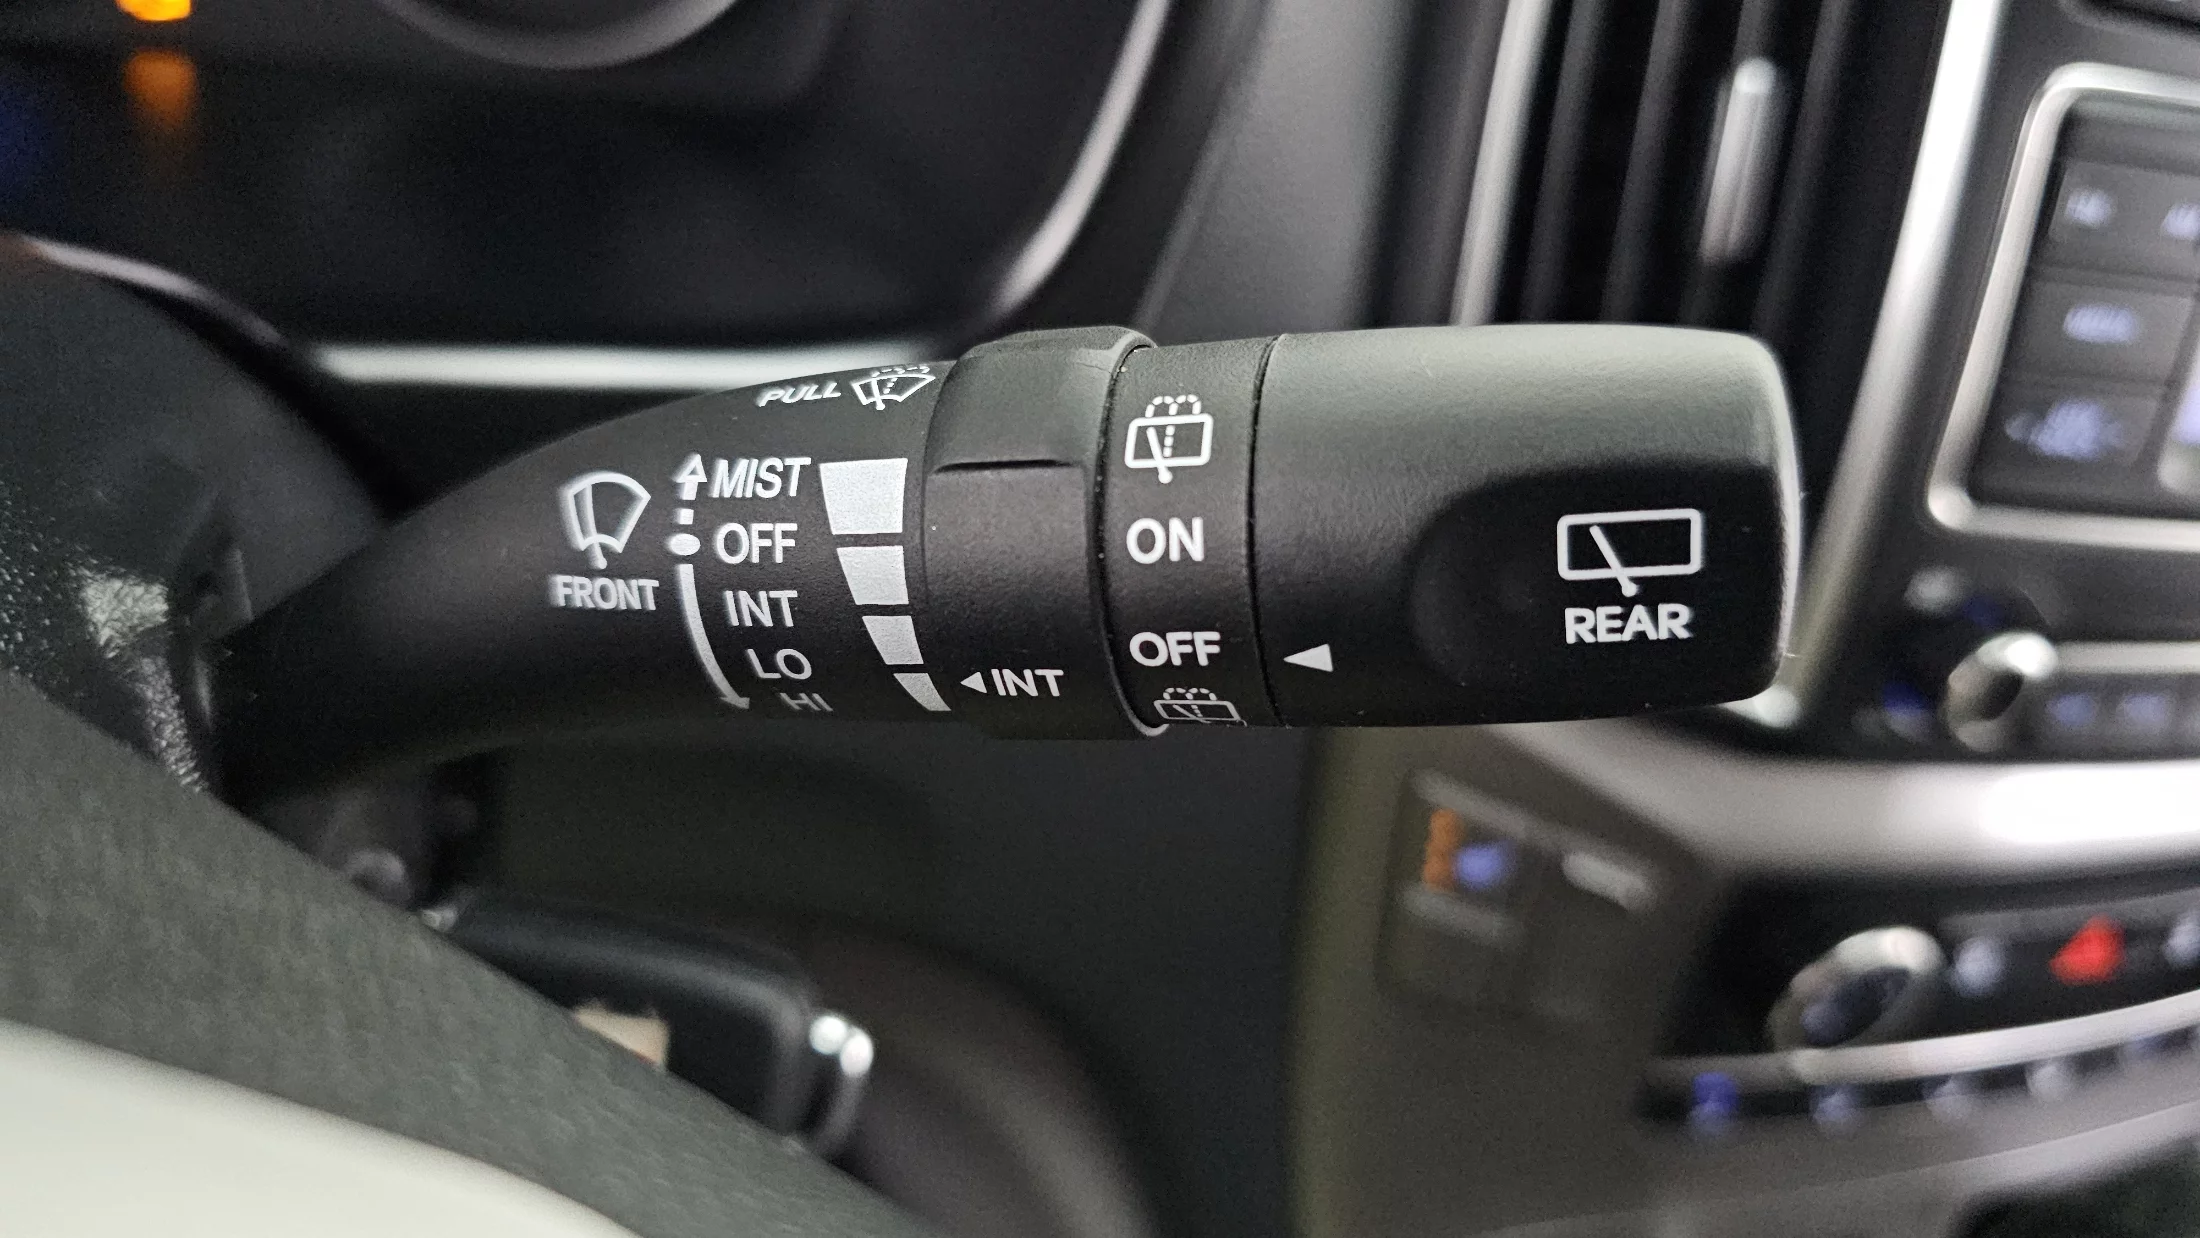 PULL
MIST
OFF
INT
LO
HI
FRONT
INT
ON
OFF
REAR